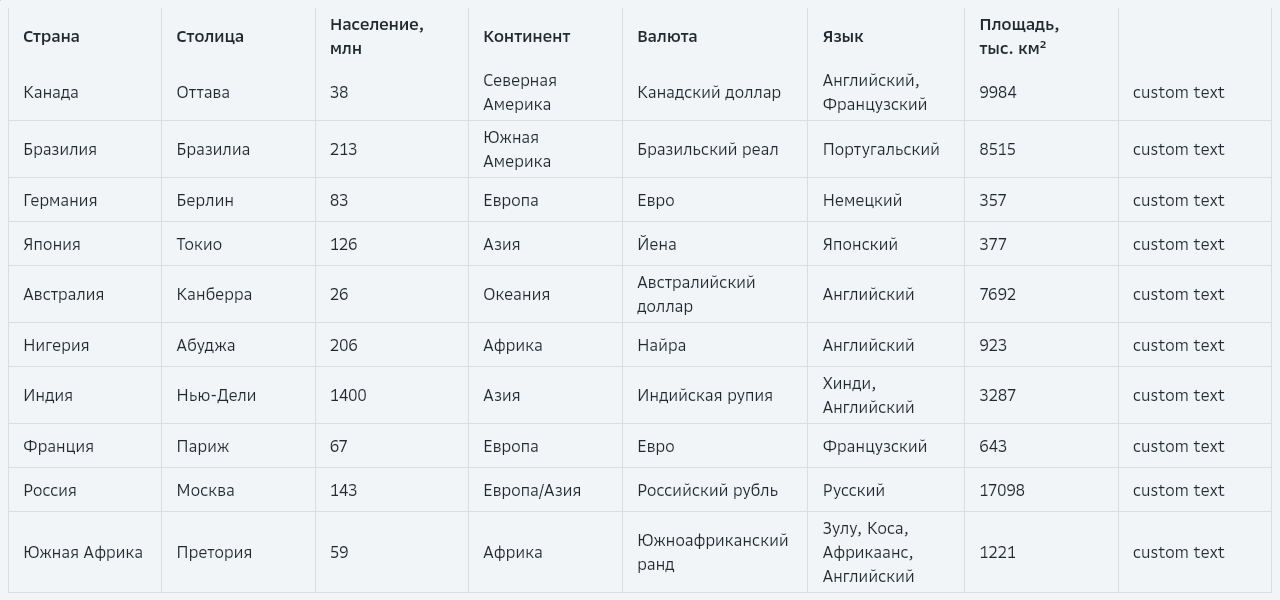 Страна Столица Население, млн Континент Валюта Язык Площадь, тыс. км²
Канада Оттава 38 Северная Америка Канадский доллар Английский, Французский 9984 custom text
Бразилия Бразилиа 213 Южная Америка Бразильский реал Португальский 8515 custom text
Германия Берлин 83 Европа Евро Немецкий 357 custom text
Япония Токио 126 Азия Йена Японский 377 custom text
Австралия Канберра 26 Океания Австралийский доллар Английский 7692 custom text
Нигерия Абуджа 206 Африка Найра Английский 923 custom text
Индия Нью-Дели 1400 Азия Индийская рупия Хинди, Английский 3287 custom text
Франция Париж 67 Европа Евро Французский 643 custom text
Россия Москва 143 Европа/Азия Российский рубль Русский 17098 custom text
Южная Африка Претория 59 Африка Южноафриканский ранд Зулу, Коса, Африкаанс, Английский 1221 custom text